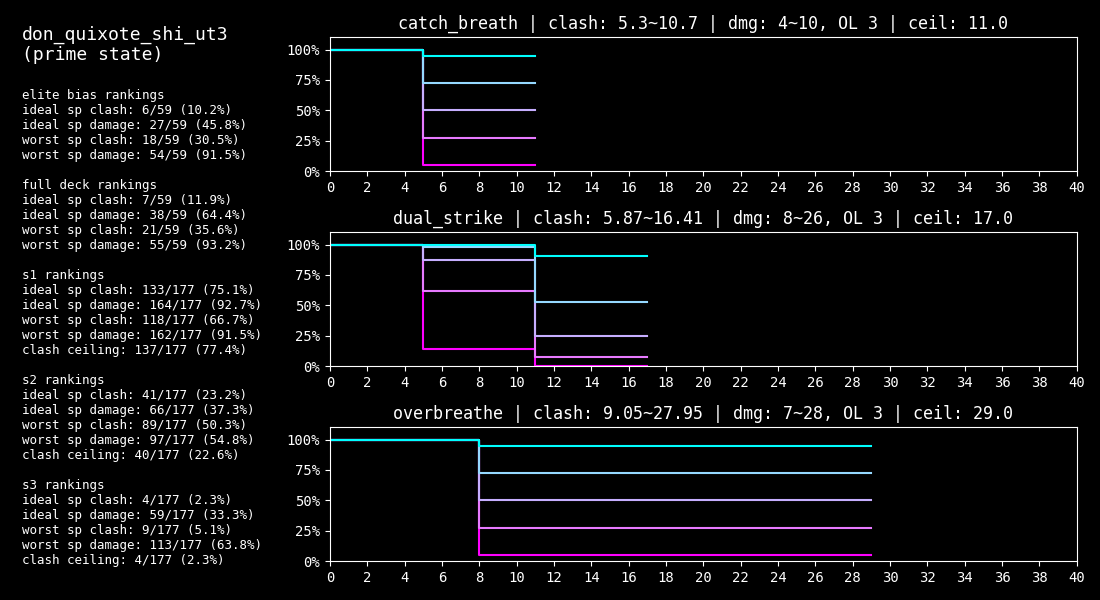 don_quixote_shi_ut3
(prime state)
elite bias rankings
ideal sp clash: 6/59 (10.2%)
ideal sp damage: 27/59 (45.8%)
worst sp clash: 18/59 (30.5%)
worst sp damage: 54/59 (91.5%)
full deck rankings
ideal sp clash: 7/59 (11.9%)
ideal sp damage: 38/59 (64.4%)
worst sp clash: 21/59 (35.6%)
worst sp damage: 55/59 (93.2%)
s1 rankings
ideal sp clash: 133/177 (75.1%)
ideal sp damage: 164/177 (92.7%)
worst sp clash: 118/177 (66.7%)
worst sp damage: 162/177 (91.5%)
clash ceiling: 137/177 (77.4%)
s2 rankings
ideal sp clash: 41/177 (23.2%)
ideal sp damage: 66/177 (37.3%)
worst sp clash: 89/177 (50.3%)
worst sp damage: 97/177 (54.8%)
clash ceiling: 40/177 (22.6%)
s3 rankings
ideal sp clash: 4/177 (2.3%)
ideal sp damage: 59/177 (33.3%)
worst sp clash: 9/177 (5.1%)
worst sp damage: 113/177 (63.8%)
clash ceiling: 4/177 (2.3%)
catch_breath | clash: 5.3~10.7 | dmg: 4~10, OL 3 | ceil: 11.0
100%
75%
50%
25%
0%
0 2 4 6 8 10 12 14 16 18 20 22 24 26 28 30 32 34 36 38 40
dual_strike | clash: 5.87~16.41 | dmg: 8~26, OL 3 | ceil: 17.0
100%
75%
50%
25%
0%
0 2 4 6 8 10 12 14 16 18 20 22 24 26 28 30 32 34 36 38 40
overbreathe | clash: 9.05~27.95 | dmg: 7~28, OL 3 | ceil: 29.0
100%
75%
50%
25%
0%
0 2 4 6 8 10 12 14 16 18 20 22 24 26 28 30 32 34 36 38 40